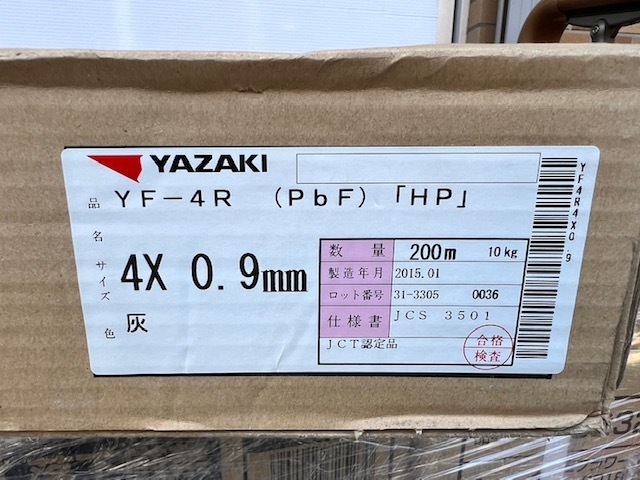 YAZAKI
品名 YF-4R (PbF)「HP」
サイズ 4X 0.9mm
色 灰
数量 200m 10kg
製造年月 2015.01
ロット番号 31-3305 0036
仕様書 JCS 3501
JCT認定品
合格
検査
YF4R4X0.9